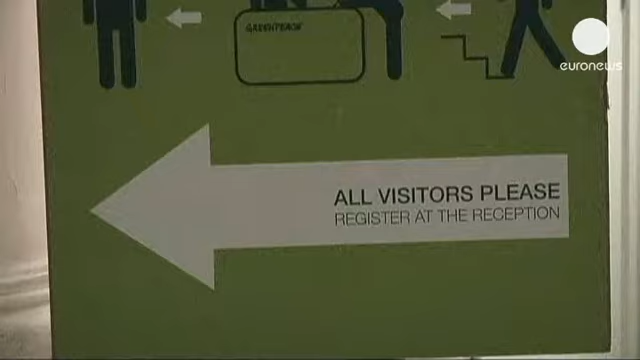 GREENPEACE
euronews
ALL VISITORS PLEASE
REGISTER AT THE RECEPTION